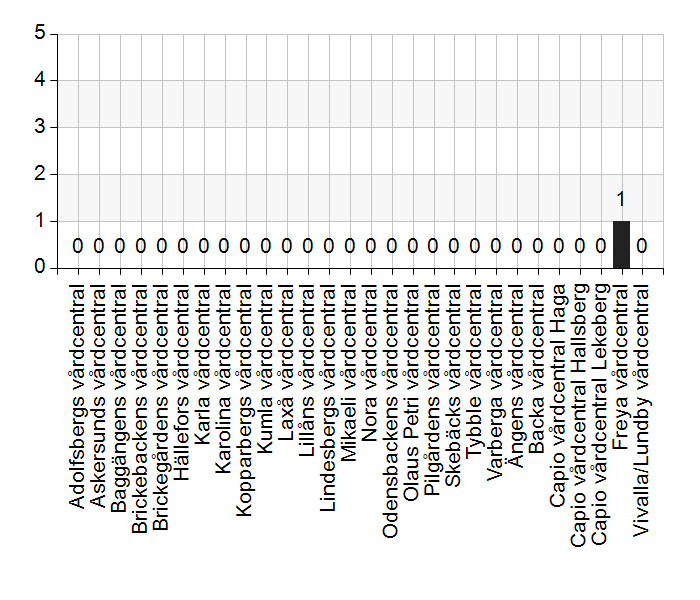 5
4
3
2
1
0
0 0 0 0 0 0 0 0 0 0 0 0 0 0 0 0 0 0 0 0 0 0 0 0 0 0 1 0
Adolfsbergs vårdcentral
Askersunds vårdcentral
Baggängens vårdcentral
Brickebackens vårdcentral
Brickegårdens vårdcentral
Hällefors vårdcentral
Karla vårdcentral
Karolina vårdcentral
Kopparbergs vårdcentral
Kumla vårdcentral
Laxå vårdcentral
Lillåns vårdcentral
Lindesbergs vårdcentral
Mikaeli vårdcentral
Nora vårdcentral
Odensbackens vårdcentral
Olaus Petri vårdcentral
Pilgårdens vårdcentral
Skebäcks vårdcentral
Tybble vårdcentral
Varberga vårdcentral
Ängens vårdcentral
Backa vårdcentral
Capio vårdcentral Haga
Capio vårdcentral Hallsberg
Capio vårdcentral Lekeberg
Freya vårdcentral
Vivalla/Lundby vårdcentral